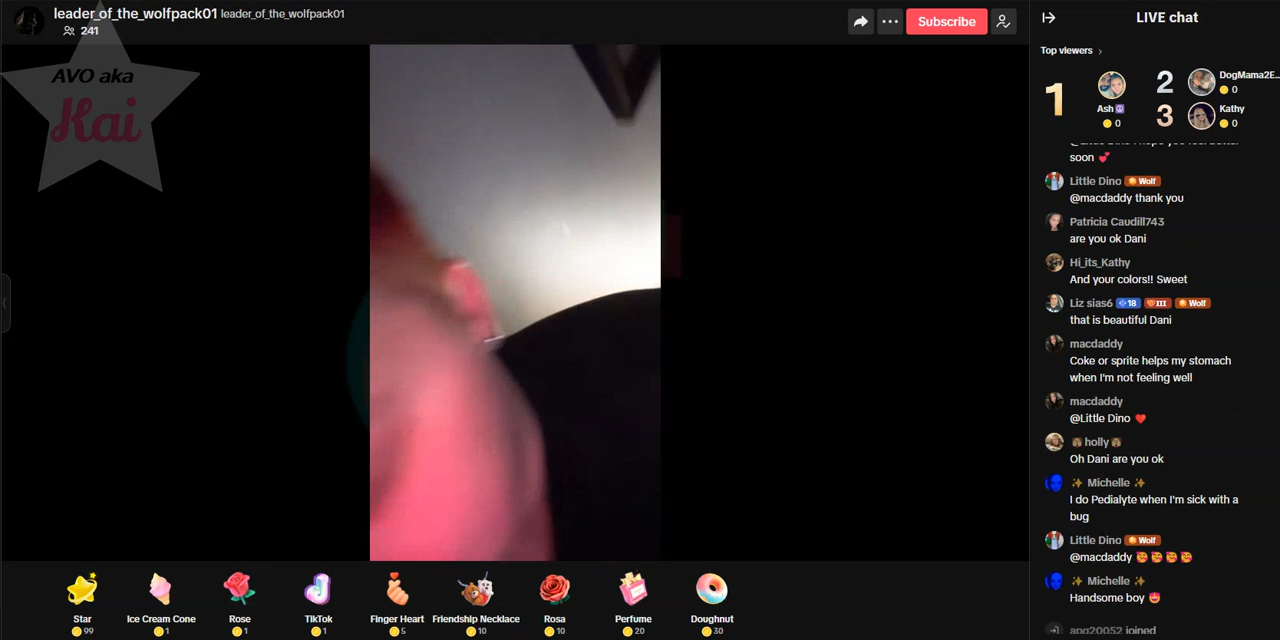 leader_of_the_wolfpack01 leader_of_the_wolfpack01
241
Subscribe
AVO aka
Kai
LIVE chat
Top viewers
1
Ash
0
2
DogMama2E...
0
3
Kathy
0
soon
Little Dino Wolf
@macdaddy thank you
Patricia Caudill743
are you ok Dani
Hi_its_Kathy
And your colors!! Sweet
Liz sias6 18 III Wolf
that is beautiful Dani
macdaddy
Coke or sprite helps my stomach
when I'm not feeling well
macdaddy
@Little Dino
holly
Oh Dani are you ok
Michelle
I do Pedialyte when I'm sick with a
bug
Little Dino Wolf
@macdaddy
Michelle
Handsome boy
apg20052 joined
Star
99
Ice Cream Cone
1
Rose
1
TikTok
1
Finger Heart
5
Friendship Necklace
10
Rosa
10
Perfume
20
Doughnut
30